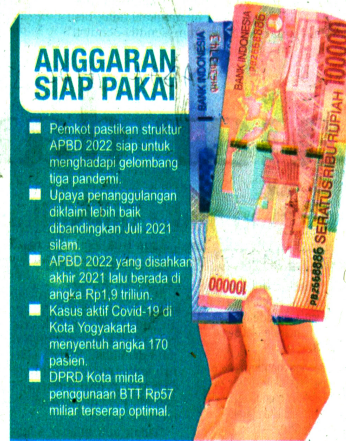 ANGGARAN
SIAP PAKAI
Pemkot pastikan struktur
APBD 2022 siap untuk
menghadapi gelombang
tiga pandemi.
Upaya penanggulangan
diklaim lebih baik
dibandingkan Juli 2021
silam.
APBD 2022 yang disahkan
akhir 2021 lalu berada di
angka Rp1,9 triliun.
Kasus aktif Covid-19 di
Kota Yogyakarta
menyentuh angka 170
pasien.
DPRD Kota minta
penggunaan BTT Rp57
miliar terserap optimal.
BANK INDONESIA
BANK INDONESIA
100000
SERATUS RIBU RUPIAH
100000